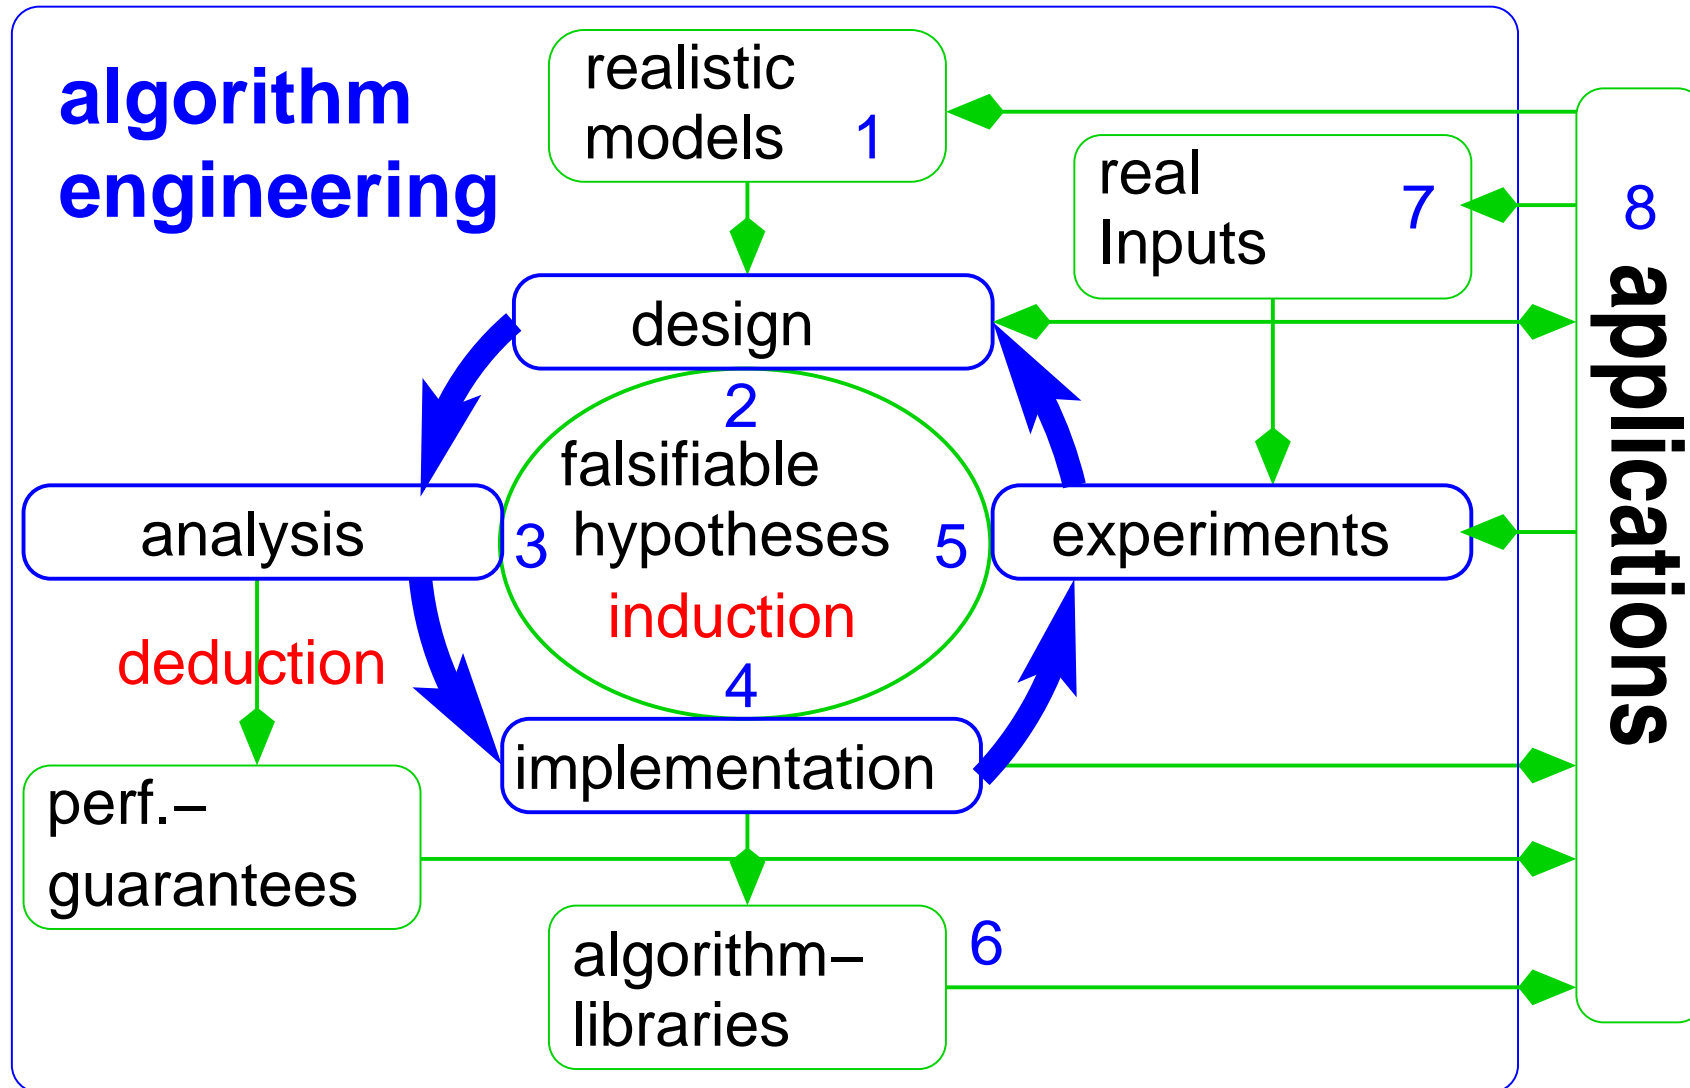 algorithm
engineering
realistic
models 1
real
Inputs 7
8 applications
design
2
falsifiable
hypotheses
induction
3
4
5
analysis
experiments
deduction
implementation
perf.–
guarantees
algorithm–
libraries
6